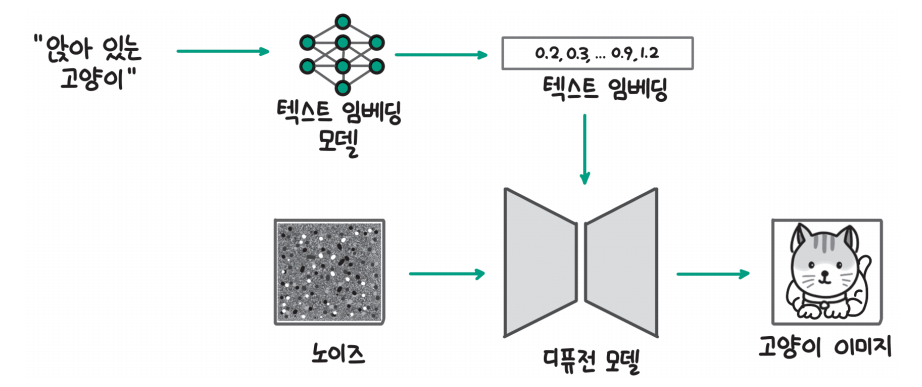 "앉아 있는
고양이"
텍스트 임베딩
모델
0.2, 0.3, ... 0.9, 1.2
텍스트 임베딩
노이즈
디퓨전 모델
고양이 이미지